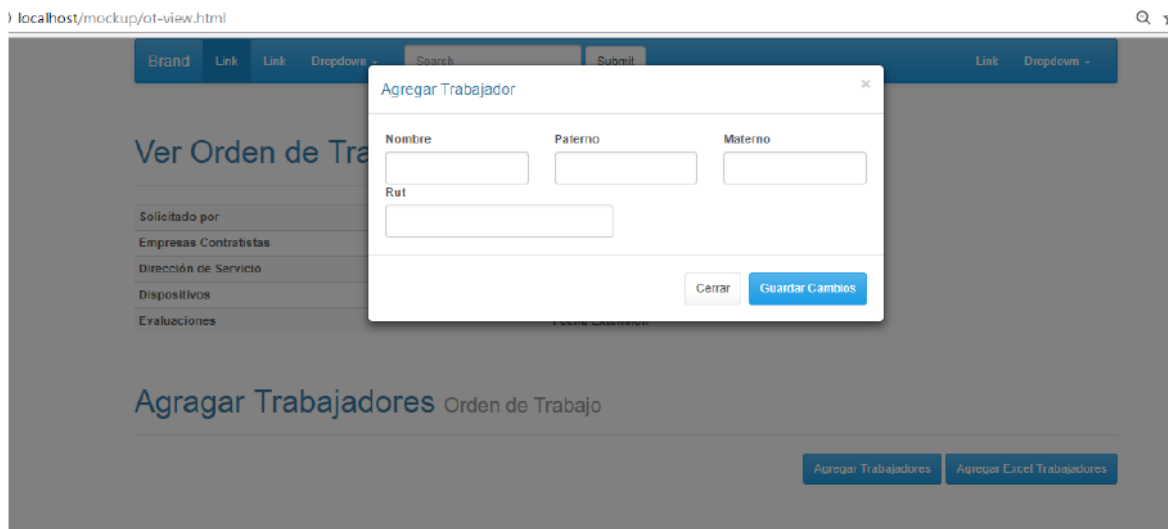 localhost/mockup/ot-view.html
Brand Link Link Dropdown Search Submit Link Dropdown
Agregar Trabajador ×
Ver Orden de Tra
Nombre Paterno Materno
Rut
Solicitado por
Empresas Contratistas
Dirección de Servicio
Dispositivos
Cerrar Guardar Cambios
Evaluaciones Fecha Extensión
Agragar Trabajadores Orden de Trabajo
Agregar Trabajadores Agregar Excel Trabajadores